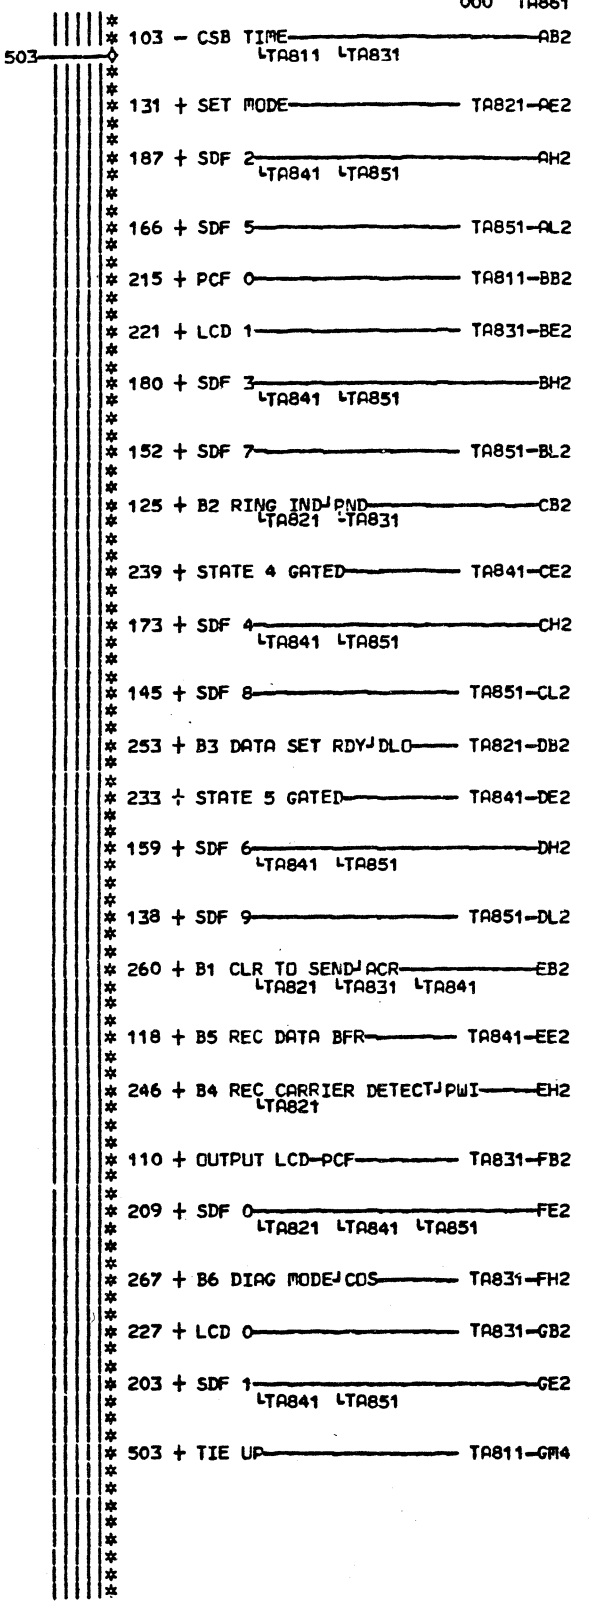 000 TA861
103 - CSB TIME AB2
503
TA811 TA831
131 + SET MODE TA821-AE2
187 + SDF 2 AH2
TA841 TA851
166 + SDF 5 TA851-AL2
215 + PCF 0 TA811-BB2
221 + LCD 1 TA831-BE2
180 + SDF 3 BH2
TA841 TA851
152 + SDF 7 TA851-BL2
125 + B2 RING IND┘PND CB2
TA821 TA831
239 + STATE 4 GATED TA841-CE2
173 + SDF 4 CH2
TA841 TA851
145 + SDF 8 TA851-CL2
253 + B3 DATA SET RDY┘DLO TA821-DB2
233 + STATE 5 GATED TA841-DE2
159 + SDF 6 DH2
TA841 TA851
138 + SDF 9 TA851-DL2
260 + B1 CLR TO SEND┘ACR EB2
TA821 TA831 TA841
118 + B5 REC DATA BFR TA841-EE2
246 + B4 REC CARRIER DETECT┘PWI EH2
TA821
110 + OUTPUT LCD-PCF TA831-FB2
209 + SDF 0 FE2
TA821 TA841 TA851
267 + B6 DIAG MODE┘COS TA831-FH2
227 + LCD 0 TA831-GB2
203 + SDF 1 GE2
TA841 TA851
503 + TIE UP TA811-GM4